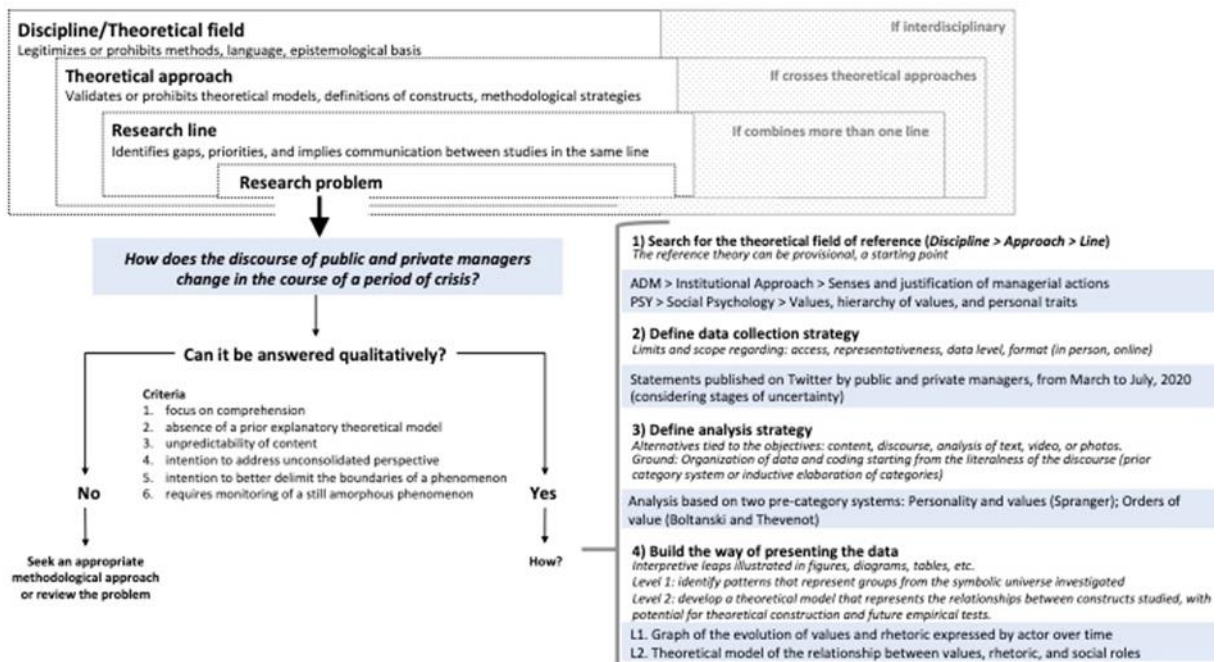 Discipline/Theoretical field
If interdisciplinary
Legitimizes or prohibits methods, language, epistemological basis
Theoretical approach
If crosses theoretical approaches
Validates or prohibits theoretical models, definitions of constructs, methodological strategies
Research line
If combines more than one line
Identifies gaps, priorities, and implies communication between studies in the same line
Research problem
How does the discourse of public and private managers
change in the course of a period of crisis?
Can it be answered qualitatively?
Criteria
1. focus on comprehension
2. absence of a prior explanatory theoretical model
3. unpredictability of content
4. intention to address unconsolidated perspective
5. intention to better delimit the boundaries of a phenomenon
6. requires monitoring of a still amorphous phenomenon
No
Yes
Seek an appropriate
methodological approach
or review the problem
How?
1) Search for the theoretical field of reference (Discipline > Approach > Line)
The reference theory can be provisional, a starting point
ADM > Institutional Approach > Senses and justification of managerial actions
PSY > Social Psychology > Values, hierarchy of values, and personal traits
2) Define data collection strategy
Limits and scope regarding: access, representativeness, data level, format (in person, online)
Statements published on Twitter by public and private managers, from March to July, 2020
(considering stages of uncertainty)
3) Define analysis strategy
Alternatives tied to the objectives: content, discourse, analysis of text, video, or photos.
Ground: Organization of data and coding starting from the literalness of the discourse (prior
category system or inductive elaboration of categories)
Analysis based on two pre-category systems: Personality and values (Spranger); Orders of
value (Boltanski and Thevenot)
4) Build the way of presenting the data
Interpretive leaps illustrated in figures, diagrams, tables, etc.
Level 1: identify patterns that represent groups from the symbolic universe investigated
Level 2: develop a theoretical model that represents the relationships between constructs studied, with
potential for theoretical construction and future empirical tests.
L1. Graph of the evolution of values and rhetoric expressed by actor over time
L2. Theoretical model of the relationship between values, rhetoric, and social roles